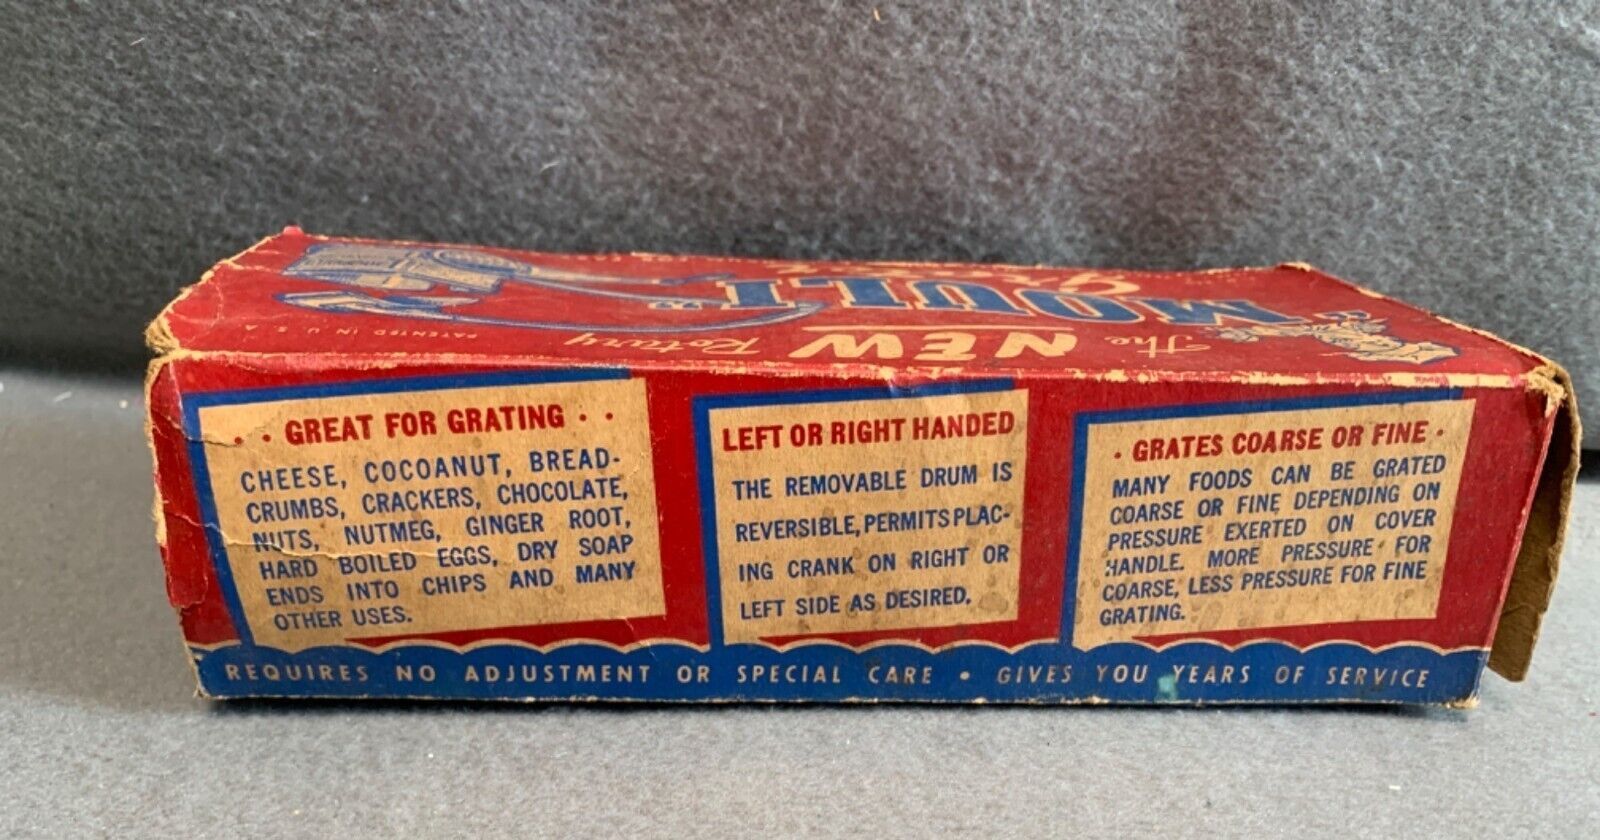 The NEW Rotary
"MOULI"
Grater
PATENTED IN U.S.A
. . GREAT FOR GRATING . .
CHEESE, COCOANUT, BREAD-
CRUMBS, CRACKERS, CHOCOLATE,
NUTS, NUTMEG, GINGER ROOT,
HARD BOILED EGGS, DRY SOAP
ENDS INTO CHIPS AND MANY
OTHER USES.
LEFT OR RIGHT HANDED
THE REMOVABLE DRUM IS
REVERSIBLE, PERMITS PLAC-
ING CRANK ON RIGHT OR
LEFT SIDE AS DESIRED.
. GRATES COARSE OR FINE .
MANY FOODS CAN BE GRATED
COARSE OR FINE DEPENDING ON
PRESSURE EXERTED ON COVER
HANDLE. MORE PRESSURE FOR
COARSE, LESS PRESSURE FOR FINE
GRATING.
REQUIRES NO ADJUSTMENT OR SPECIAL CARE • GIVES YOU YEARS OF SERVICE